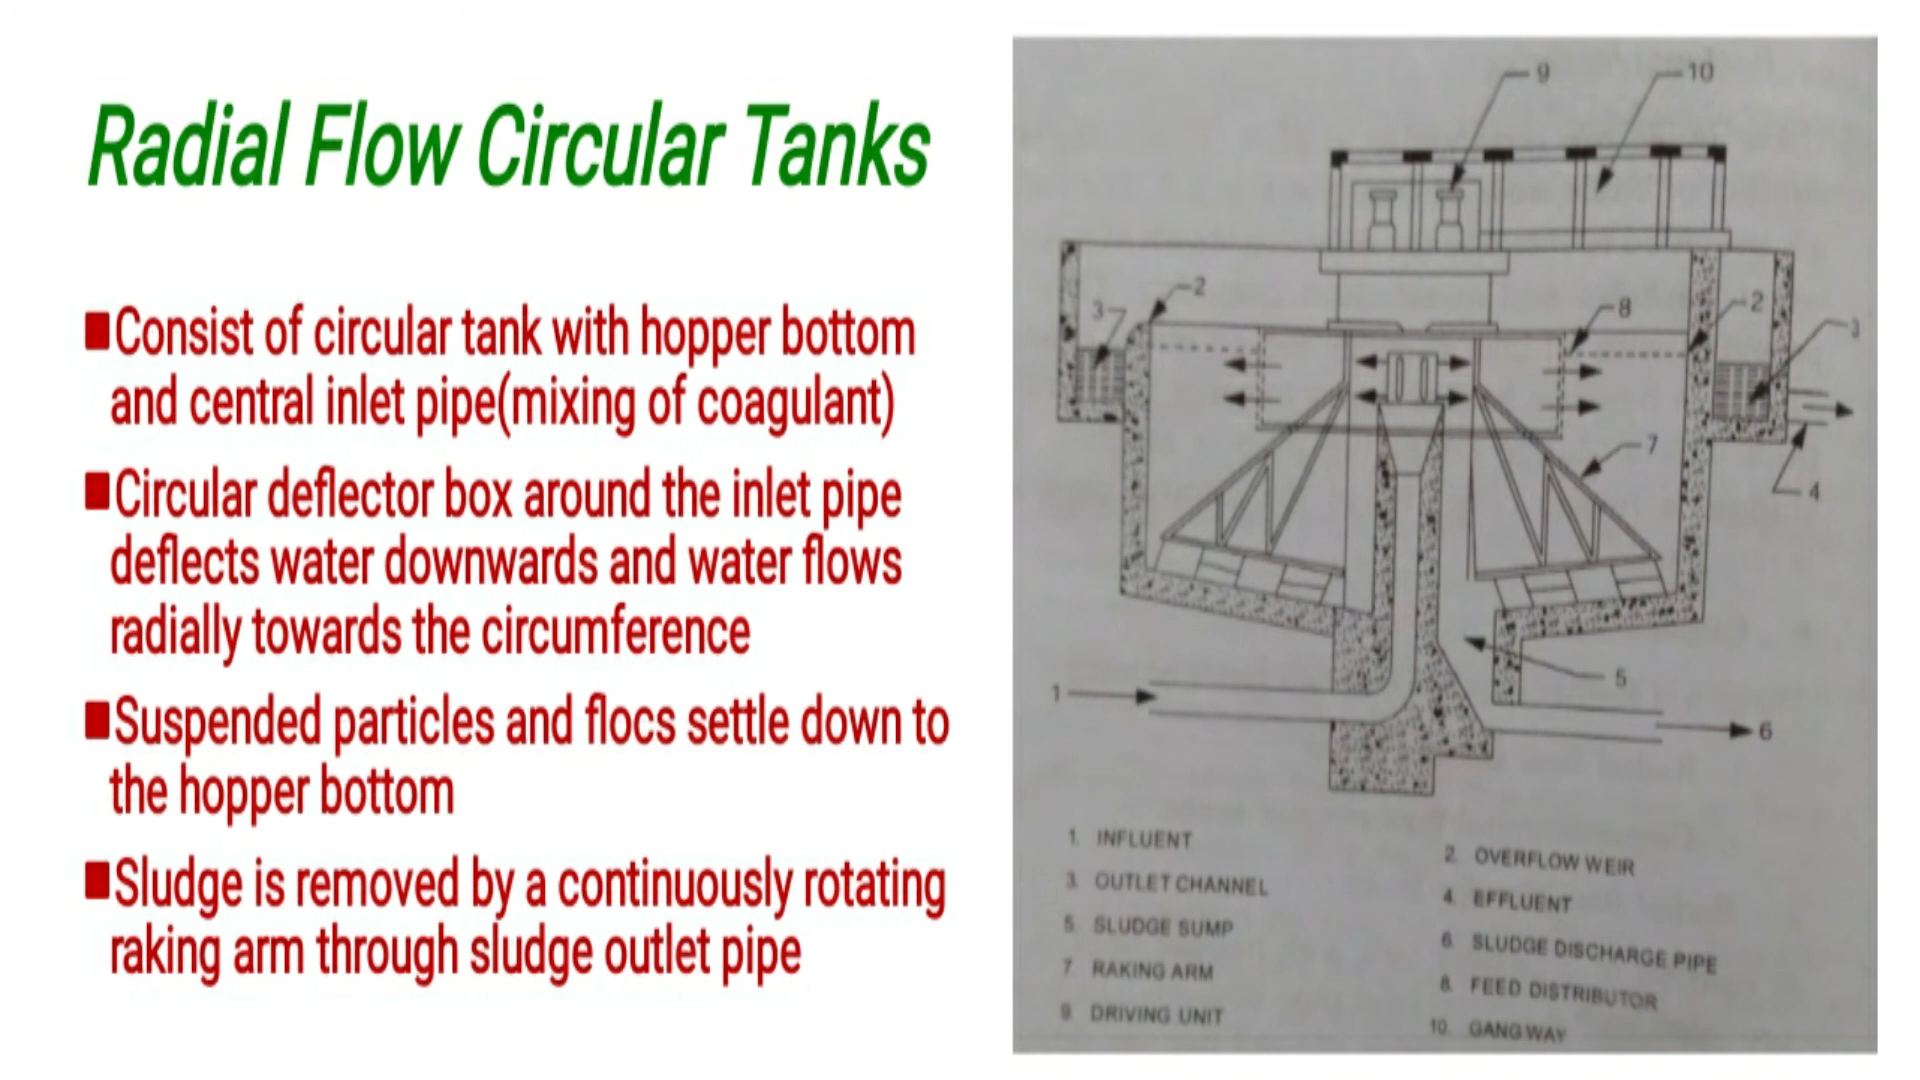 Radial Flow Circular Tanks
■Consist of circular tank with hopper bottom
and central inlet pipe(mixing of coagulant)
■Circular deflector box around the inlet pipe
deflects water downwards and water flows
radially towards the circumference
■Suspended particles and flocs settle down to
the hopper bottom
■Sludge is removed by a continuously rotating
raking arm through sludge outlet pipe
9
10
2
3
8
2
3
7
4
5
1
6
1. INFLUENT
2. OVERFLOW WEIR
3. OUTLET CHANNEL
4. EFFLUENT
5. SLUDGE SUMP
6. SLUDGE DISCHARGE PIPE
7. RAKING ARM
8. FEED DISTRIBUTOR
9. DRIVING UNIT
10. GANG WAY